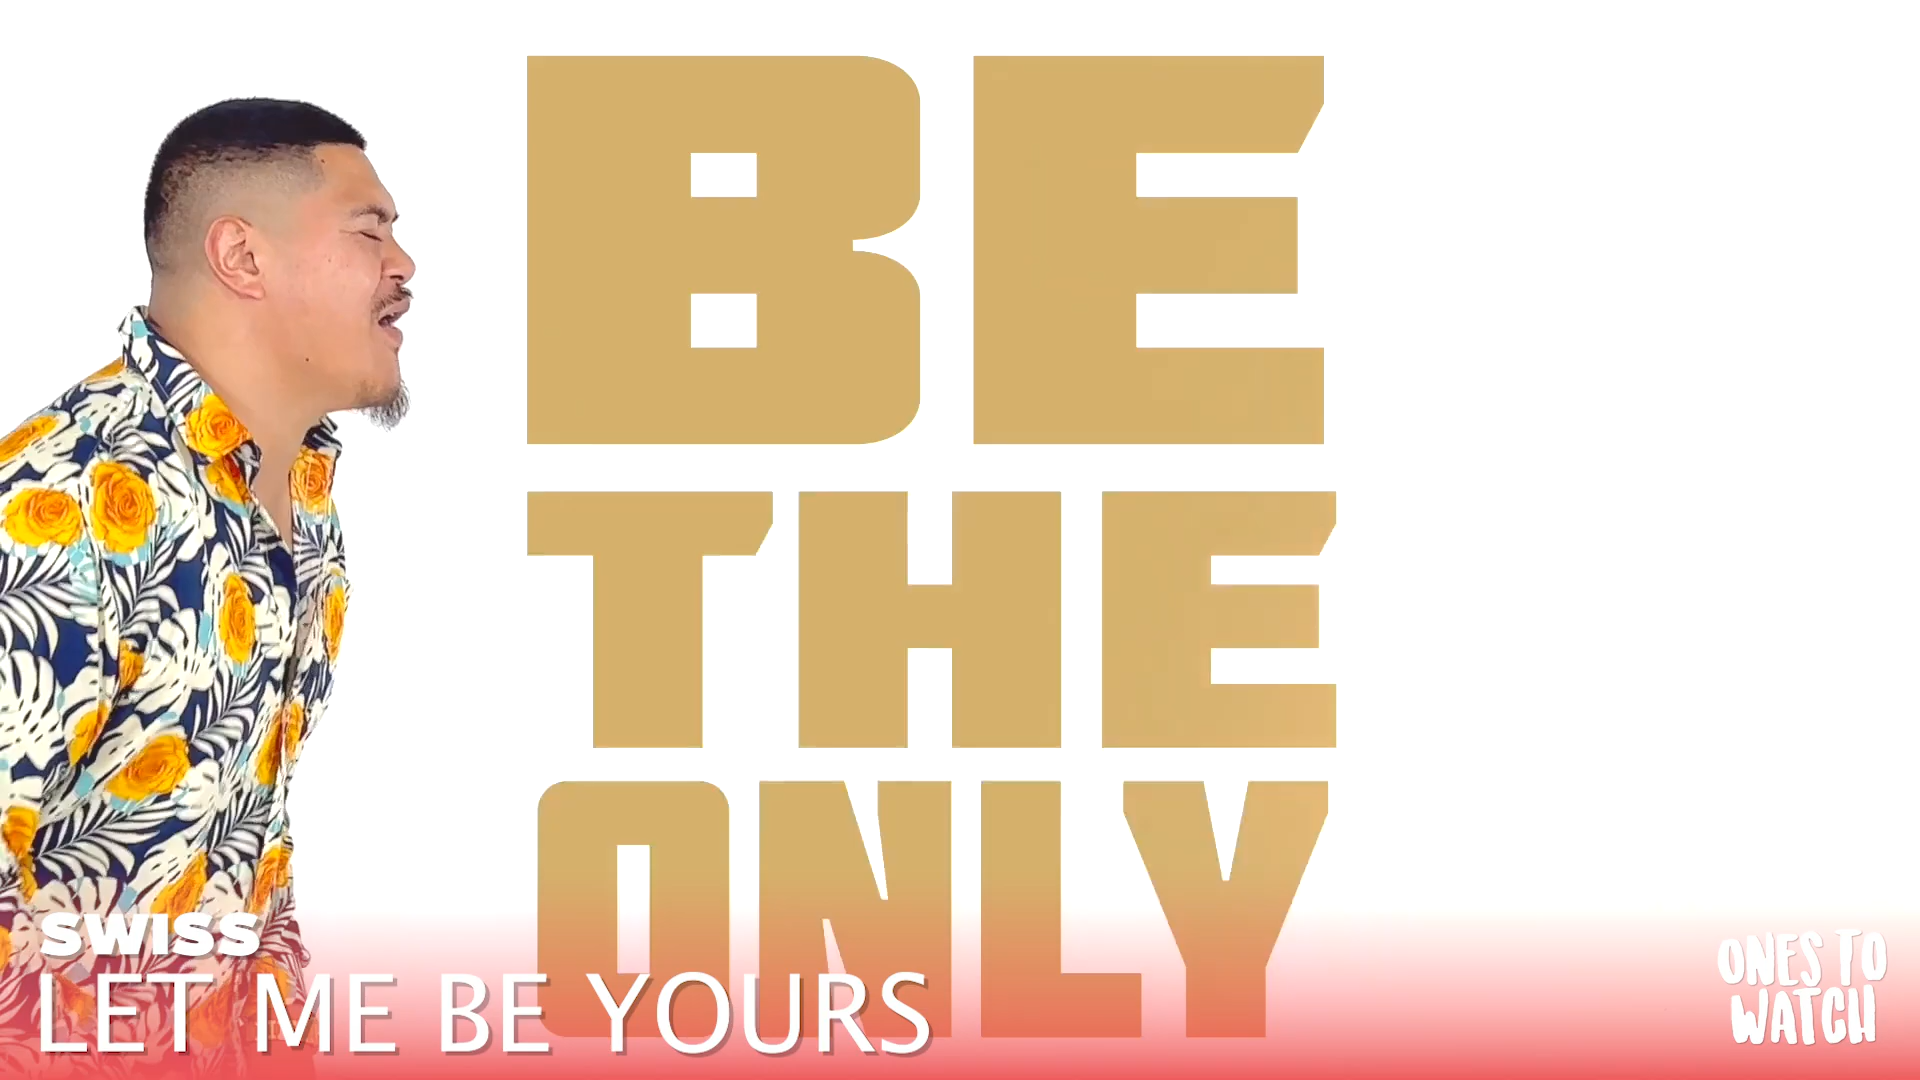 BE
THE
ONLY
SWISS
LET ME BE YOURS
ONES TO
WATCH